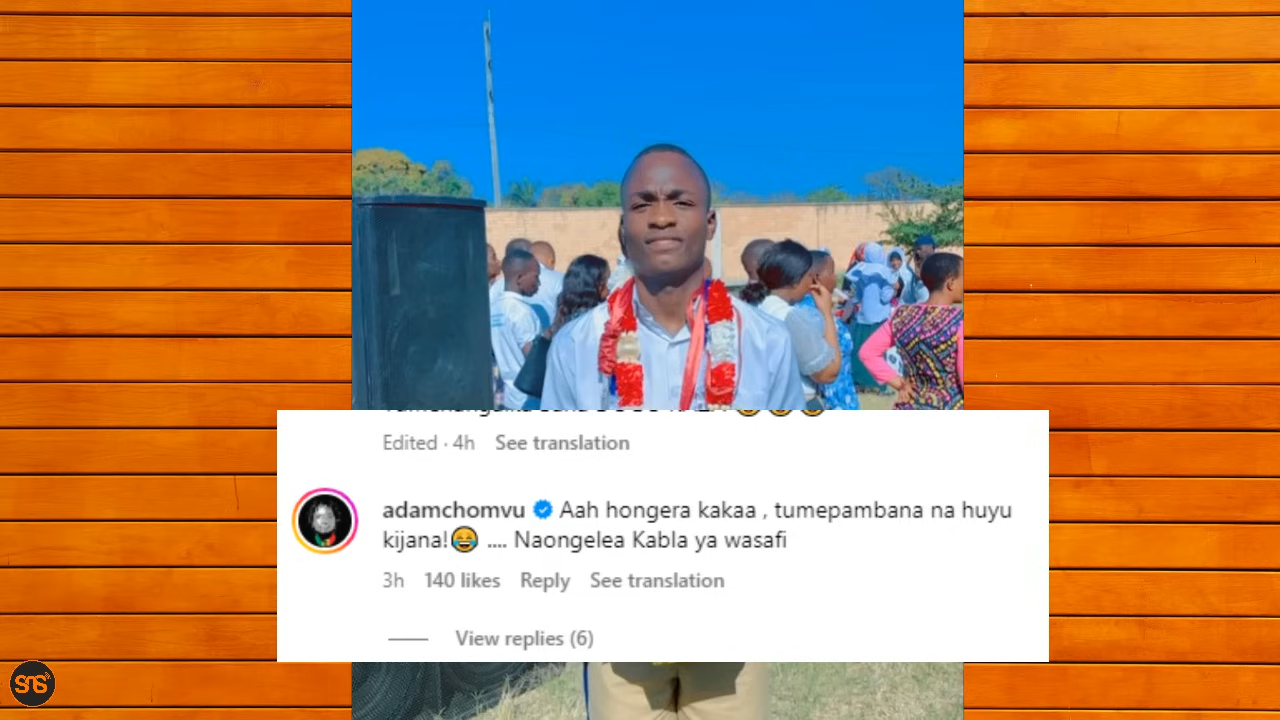 Edited · 4h See translation
adamchomvu Aah hongera kakaa , tumepambana na huyu
kijana!😂 .... Naongelea Kabla ya wasafi
3h 140 likes Reply See translation
View replies (6)
SNS